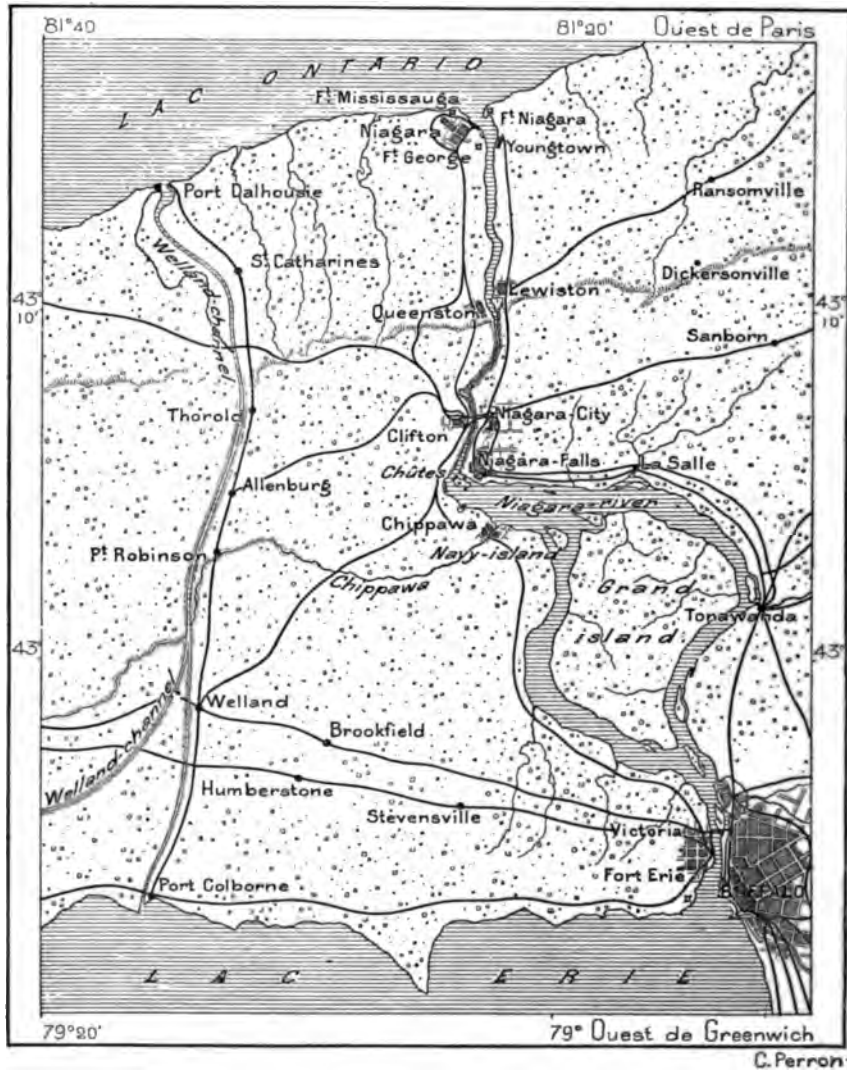 81°40'
81°20' Ouest de Paris
LAC ONTARIO
Ft Mississauga
Ft Niagara
Niagara
Youngtown
Ft George
Ransomville
Port Dalhousie
Welland-channel
St Catharines
Dickersonville
Lewiston
43° 10'
43° 10'
Queenston
Sanborn
Thorold
Niagara-City
Clifton
Niagara-Falls
La Salle
Chûtes
Allenburg
Niagara-river
Chippawa
Pt Robinson
Navy-island
Chippawa
Grand island
Tonawanda
43°
43°
Welland
Welland-channel
Brookfield
Humberstone
Stevensville
Victoria
Fort Erié
BUFFALO
Port Colborne
LAC ERIE
79°20'
79° Ouest de Greenwich
C. Perron